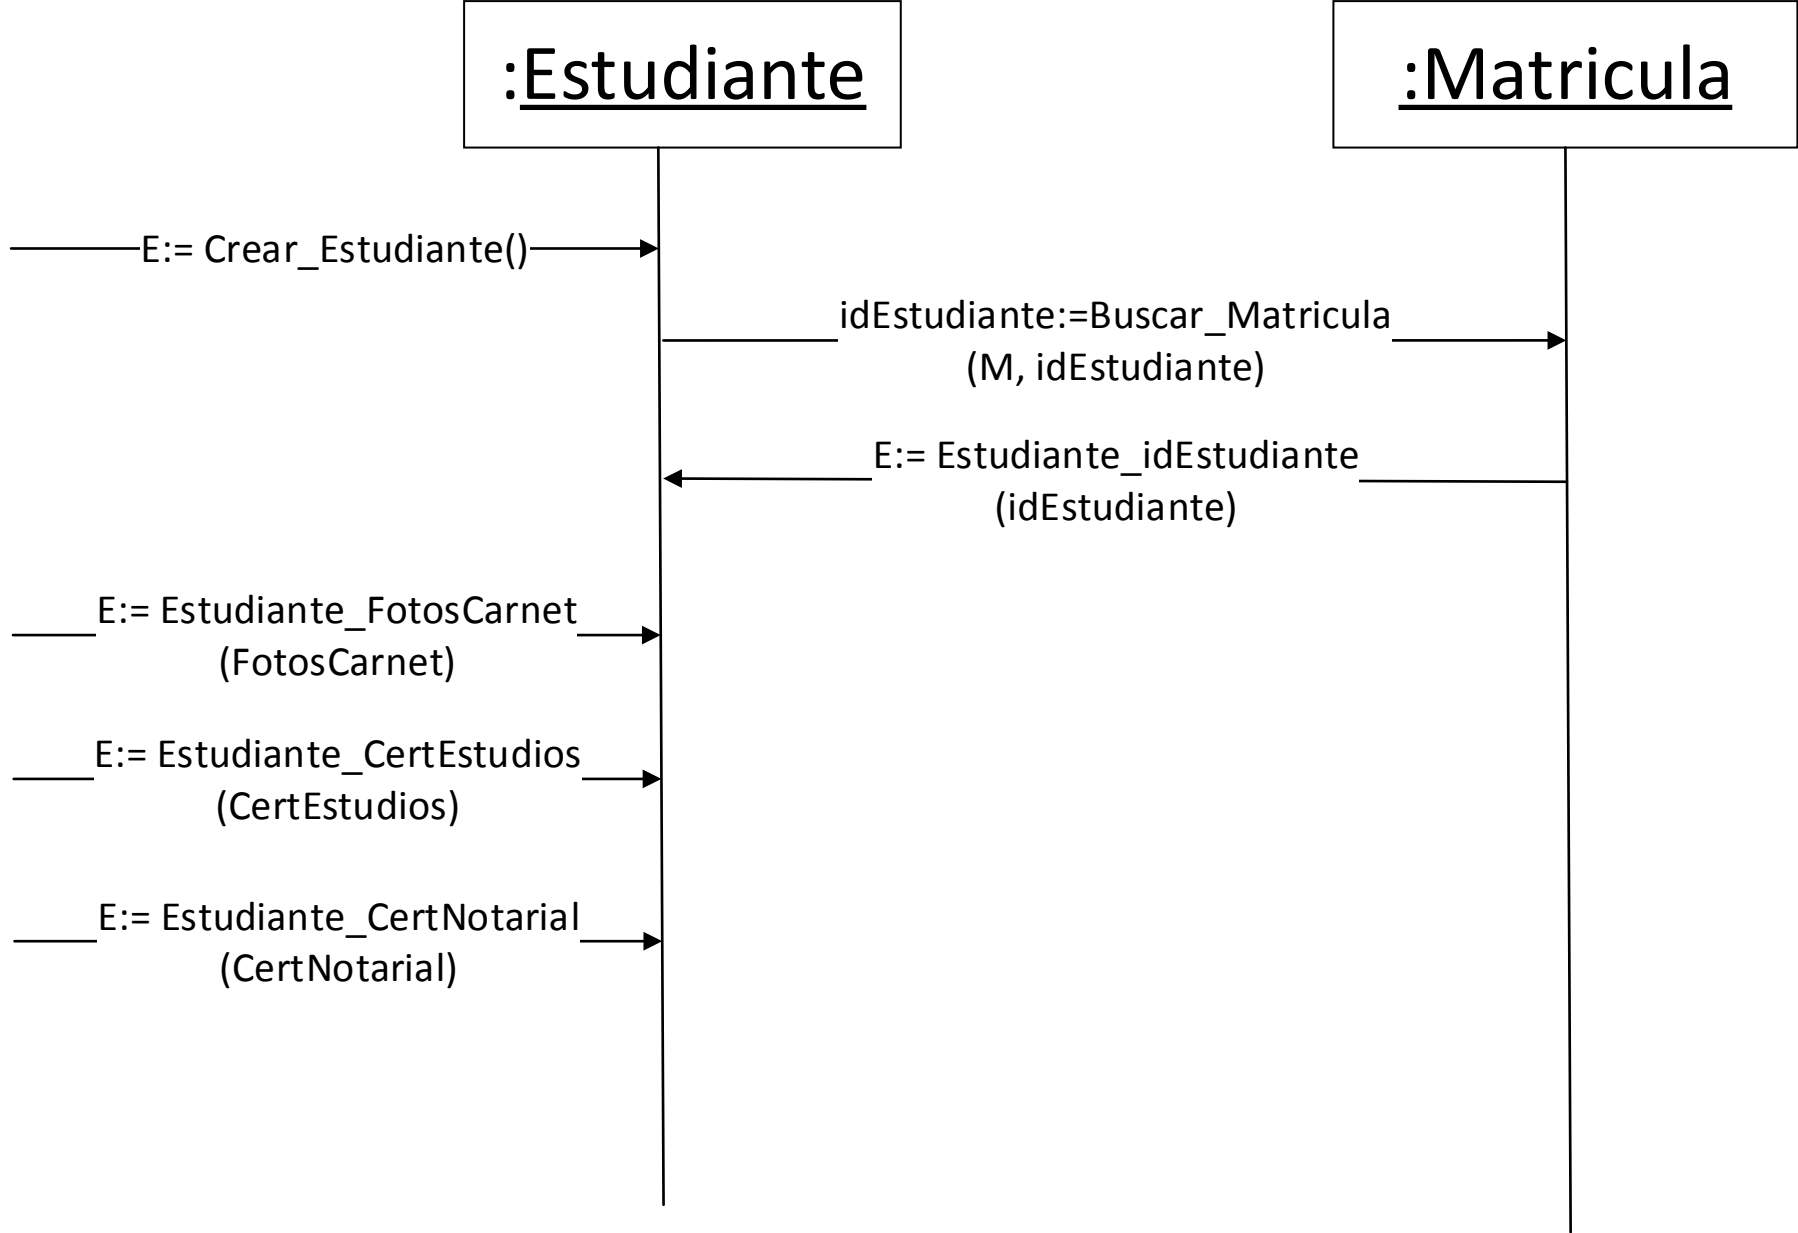 :Estudiante
:Matricula
E:= Crear_Estudiante()
idEstudiante:=Buscar_Matricula
(M, idEstudiante)
E:= Estudiante_idEstudiante
(idEstudiante)
E:= Estudiante_FotosCarnet
(FotosCarnet)
E:= Estudiante_CertEstudios
(CertEstudios)
E:= Estudiante_CertNotarial
(CertNotarial)